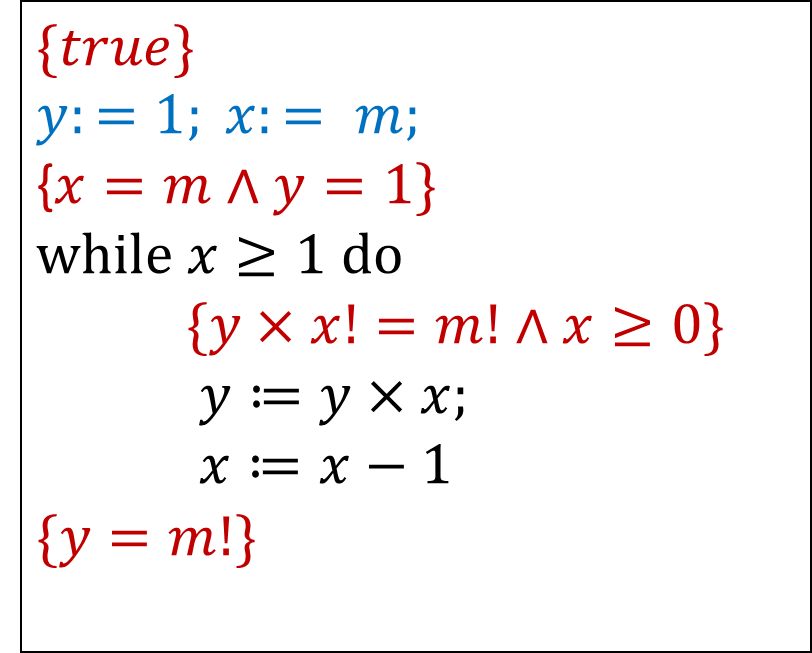 {true}
y: = 1; x: = m;
{x = m ∧ y = 1}
while x ≥ 1 do
{y × x! = m! ∧ x ≥ 0}
y ≔ y × x;
x ≔ x − 1
{y = m!}